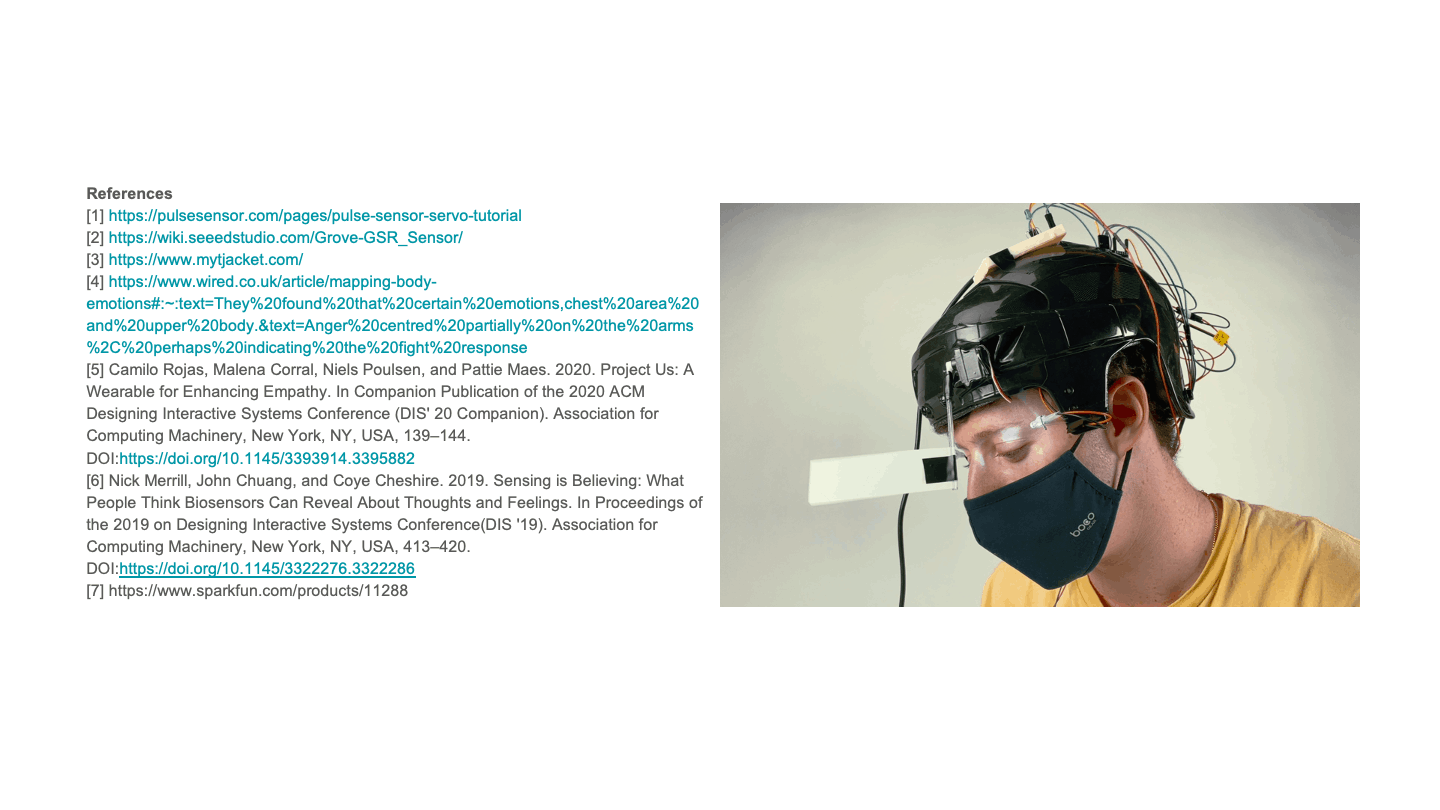 References
[1] https://pulsesensor.com/pages/pulse-sensor-servo-tutorial
[2] https://wiki.seeedstudio.com/Grove-GSR_Sensor/
[3] https://www.mytjacket.com/
[4] https://www.wired.co.uk/article/mapping-body-
emotions#:~:text=They%20found%20that%20certain%20emotions,chest%20area%20
and%20upper%20body.&text=Anger%20centred%20partially%20on%20the%20arms
%2C%20perhaps%20indicating%20the%20fight%20response
[5] Camilo Rojas, Malena Corral, Niels Poulsen, and Pattie Maes. 2020. Project Us: A
Wearable for Enhancing Empathy. In Companion Publication of the 2020 ACM
Designing Interactive Systems Conference (DIS' 20 Companion). Association for
Computing Machinery, New York, NY, USA, 139–144.
DOI:https://doi.org/10.1145/3393914.3395882
[6] Nick Merrill, John Chuang, and Coye Cheshire. 2019. Sensing is Believing: What
People Think Biosensors Can Reveal About Thoughts and Feelings. In Proceedings of
the 2019 on Designing Interactive Systems Conference(DIS '19). Association for
Computing Machinery, New York, NY, USA, 413–420.
DOI:https://doi.org/10.1145/3322276.3322286
[7] https://www.sparkfun.com/products/11288
boco